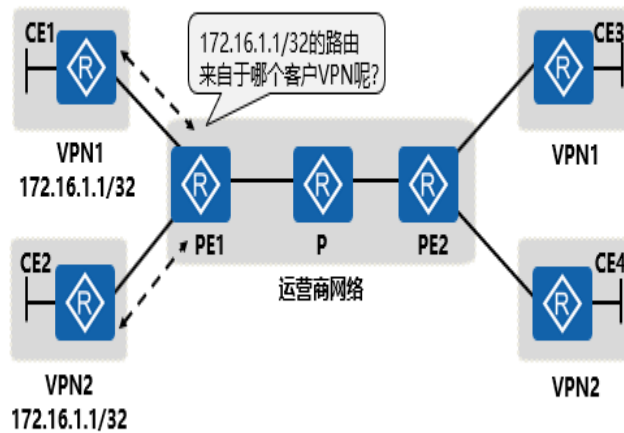 CE1
172.16.1.1/32的路由
来自于哪个客户VPN呢?
CE3
R
R
VPN1
172.16.1.1/32
VPN1
R
R
R
PE1
P
PE2
CE2
运营商网络
CE4
R
R
VPN2
172.16.1.1/32
VPN2